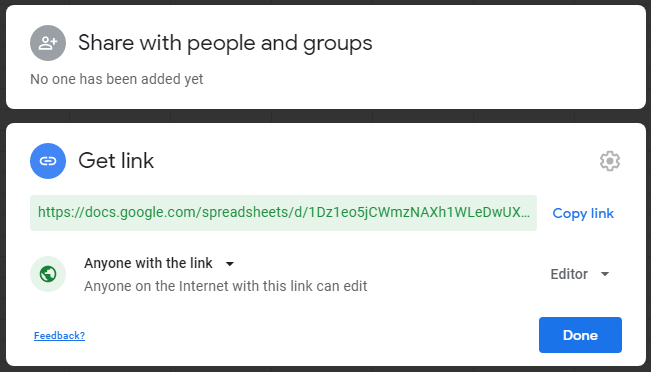 Share with people and groups
No one has been added yet
Get link
https://docs.google.com/spreadsheets/d/1Dz1eo5jCWmzNAXh1WLeDwUX...
Copy link
Anyone with the link
Anyone on the Internet with this link can edit
Editor
Feedback?
Done